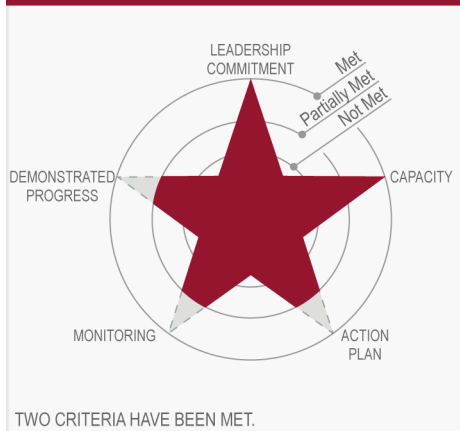 LEADERSHIP
COMMITMENT
Met
Partially Met
Not Met
DEMONSTRATED
PROGRESS
CAPACITY
MONITORING
ACTION
PLAN
TWO CRITERIA HAVE BEEN MET.